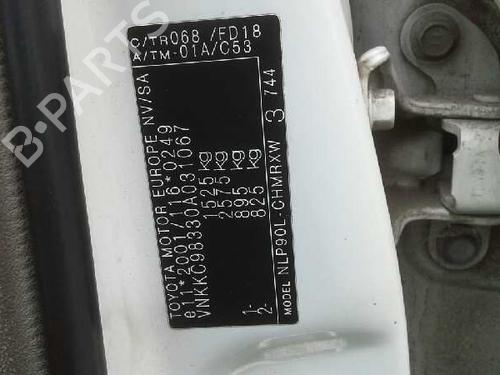 TOYOTA MOTOR EUROPE NV/SA
e11*2001/116*0249
VNKKC98330A031067
1525 kg
2575 kg
1- 895 kg
2- 825 kg
MODEL NLP90L-CHMRXW 3 744
C/TR068 /FD18
A/TM-01A/C53
B-PARTS